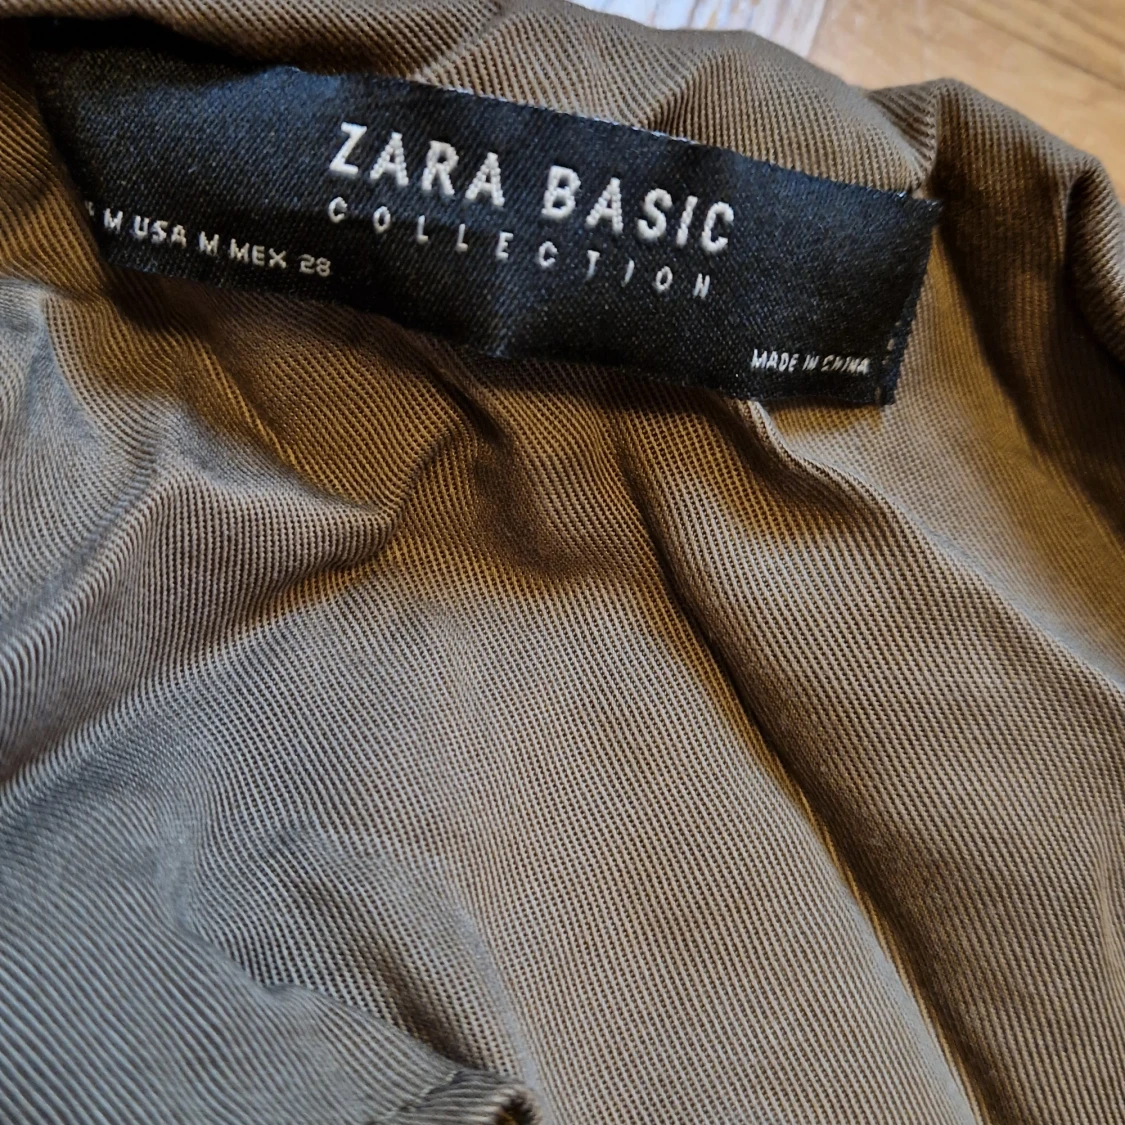 ZARA BASIC
COLLECTION
M USA M MEX 28
MADE IN CHINA